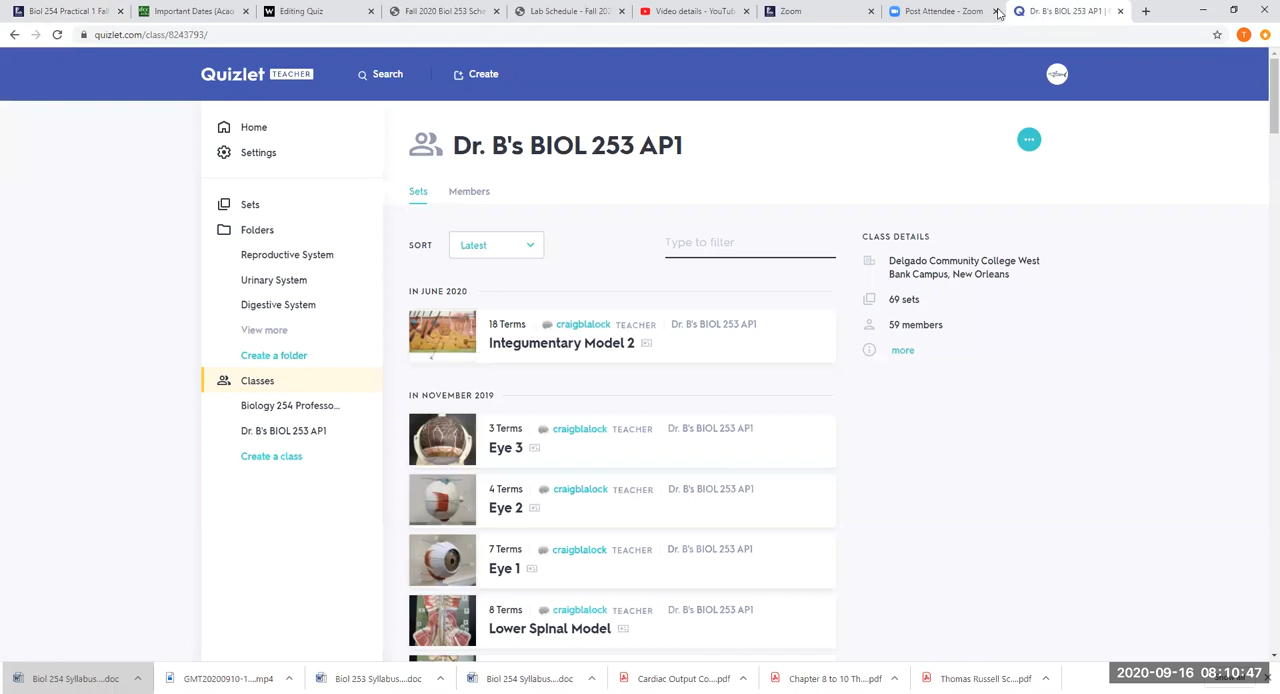 Biol 254 Practical 1 Fall
Important Dates (Aca
Editing Quiz
Fall 2020 Biol 253 Sche
Lab Schedule - Fall 202
Video details - YouTub
Zoom
Post Attendee - Zoom
Dr. B's BIOL 253 AP1 |
quizlet.com/class/8243793/
T
Quizlet TEACHER
Search
Create
Home
Settings
Sets
Folders
Reproductive System
Urinary System
Digestive System
View more
Create a folder
Classes
Biology 254 Professo...
Dr. B's BIOL 253 AP1
Create a class
Dr. B's BIOL 253 AP1
Sets
Members
SORT
Latest
Type to filter
IN JUNE 2020
18 Terms craigblalock TEACHER Dr. B's BIOL 253 AP1
Integumentary Model 2
IN NOVEMBER 2019
3 Terms craigblalock TEACHER Dr. B's BIOL 253 AP1
Eye 3
4 Terms craigblalock TEACHER Dr. B's BIOL 253 AP1
Eye 2
7 Terms craigblalock TEACHER Dr. B's BIOL 253 AP1
Eye 1
8 Terms craigblalock TEACHER Dr. B's BIOL 253 AP1
Lower Spinal Model
CLASS DETAILS
Delgado Community College West
Bank Campus, New Orleans
69 sets
59 members
more
Biol 254 Syllabus....doc
GMT20200910-1....mp4
Biol 253 Syllabus....doc
Biol 254 Syllabus....doc
Cardiac Output Co....pdf
Chapter 8 to 10 Th....pdf
Thomas Russell Sc....pdf
2020-09-16 08:10:47